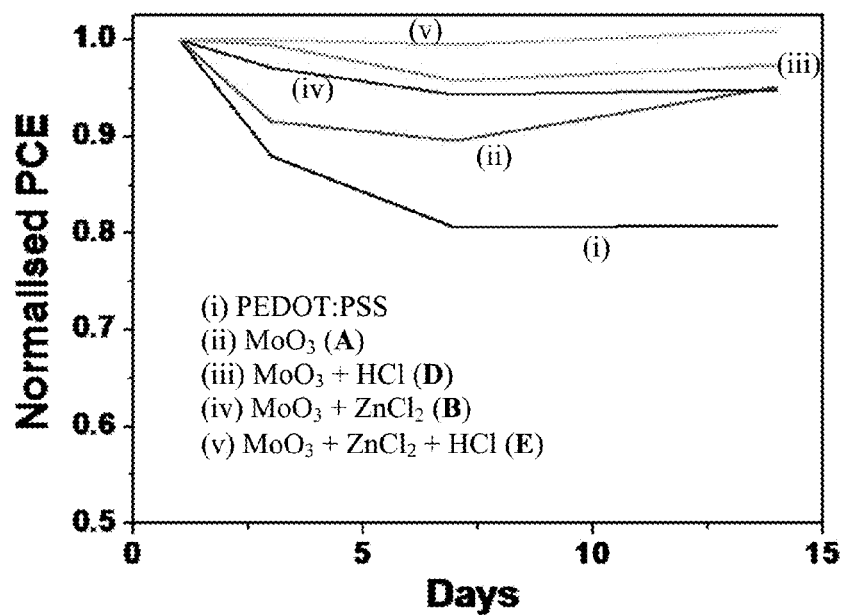 1.0
0.9
0.8
0.7
0.6
0.5
Normalised PCE
(v)
(iii)
(iv)
(ii)
(i)
(i) PEDOT:PSS
(ii) MoO₃ (A)
(iii) MoO₃ + HCl (D)
(iv) MoO₃ + ZnCl₂ (B)
(v) MoO₃ + ZnCl₂ + HCl (E)
0 5 10 15
Days